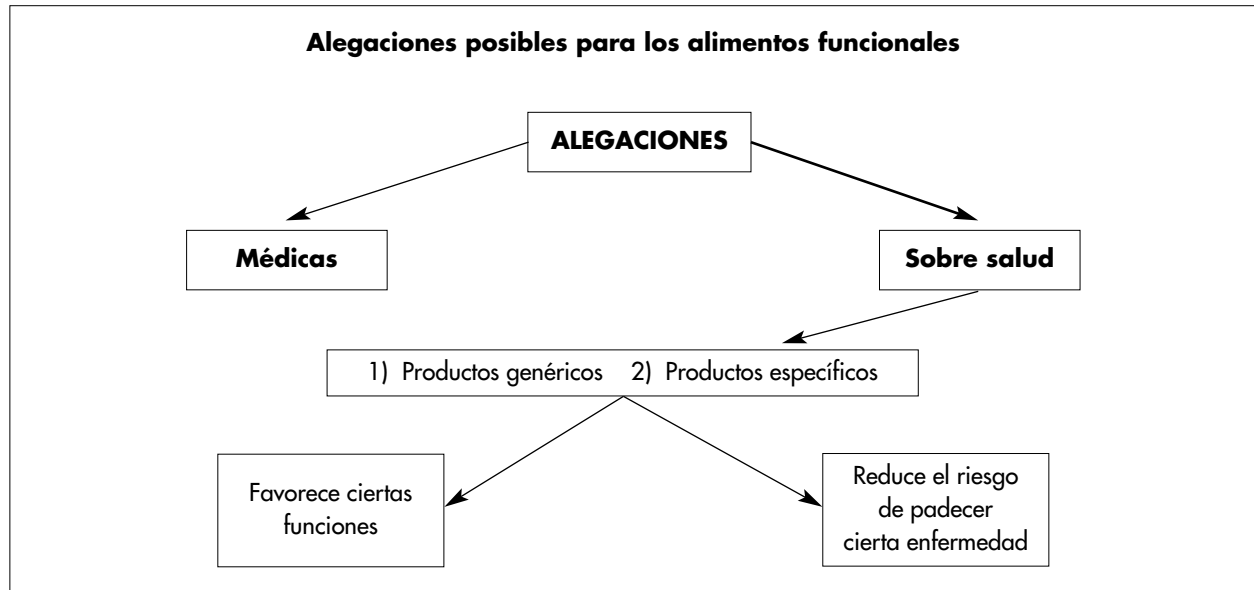 Alegaciones posibles para los alimentos funcionales
ALEGACIONES
Médicas
Sobre salud
1) Productos genéricos 2) Productos específicos
Favorece ciertas
funciones
Reduce el riesgo
de padecer
cierta enfermedad